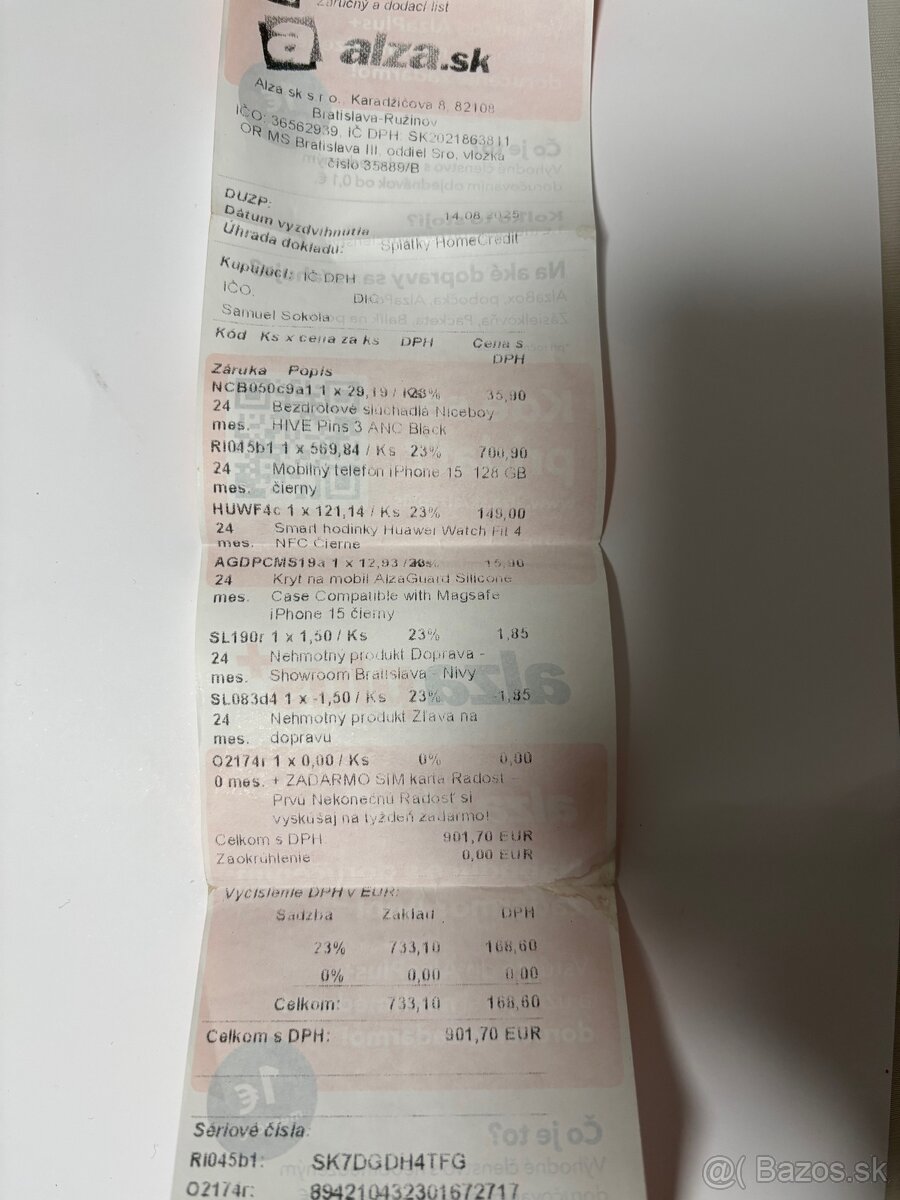 Záručný a dodací list
alza.sk
Alza sk s r o., Karadžičova 8, 82108
Bratislava-Ružinov
IČO: 36562939, IČ DPH: SK2021863811
OR MS Bratislava III, oddiel Sro, vložka
číslo 35889/B
DUZP: 14.08.2025
Dátum vyzdvihnutia
Úhrada dokladu: Splátky HomeCredit
Kupujúci: IČ DPH
IČO, DIČ
Samuel Sokola
Kód Ks x cena za ks DPH Cena s
DPH
Záruka Popis
NCB050c9a1 1 x 29,19 / Ks 23% 35,90
24 Bezdrôtové slúchadlá Niceboy
mes. HIVE Pins 3 ANC Black
RI045b1 1 x 569,84 / Ks 23% 700,90
24 Mobilný telefón iPhone 15 128 GB
mes. čierny
HUWF4c 1 x 121,14 / Ks 23% 149,00
24 Smart hodinky Huawei Watch Fit 4
mes. NFC Čierne
AGDPCMS19a 1 x 12,93 / 15,90
24 Kryt na mobil AlzaGuard Silicone
mes. Case Compatible with Magsafe
iPhone 15 čierny
SL190r 1 x 1,50 / Ks 23% 1,85
24 Nehmotný produkt Doprava -
mes. Showroom Bratislava - Nivy
SL083d4 1 x -1,50 / Ks 23% -1,85
24 Nehmotný produkt Zľava na
mes. dopravu
O2174r 1 x 0,00 / Ks 0% 0,00
0 mes. + ZADARMO SIM karta Radosť –
Prvú Nekonečnú Radosť si
vyskúšaj na týždeň zadarmo!
Celkom s DPH 901,70 EUR
Zaokrúhlenie 0,00 EUR
Vyčíslenie DPH v EUR:
Sadzba Základ DPH
23% 733,10 168,60
0% 0,00 0,00
Celkom: 733,10 168,60
Celkom s DPH: 901,70 EUR
1€
Čo je to?
Sériové čísla:
RI045b1: SK7DGDH4TFG
O2174r: 8942104323016​72717
@( Bazos.sk